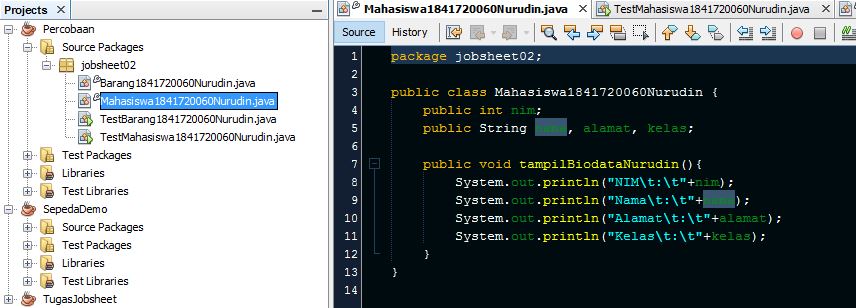 Projects
Percobaan
Source Packages
jobsheet02
Barang1841720060Nurudin.java
Mahasiswa1841720060Nurudin.java
TestBarang1841720060Nurudin.java
TestMahasiswa1841720060Nurudin.java
Test Packages
Libraries
Test Libraries
SepedaDemo
Source Packages
Test Packages
Libraries
Test Libraries
TugasJobsheet
Mahasiswa1841720060Nurudin.java
TestMahasiswa1841720060Nurudin.java
Source
History
1 package jobsheet02;
2
3 public class Mahasiswa1841720060Nurudin {
4 public int nim;
5 public String nama, alamat, kelas;
6
7 public void tampilBiodataNurudin(){
8 System.out.println("NIM\t:\t"+nim);
9 System.out.println("Nama\t:\t"+nama);
10 System.out.println("Alamat\t:\t"+alamat);
11 System.out.println("Kelas\t:\t"+kelas);
12 }
13 }
14